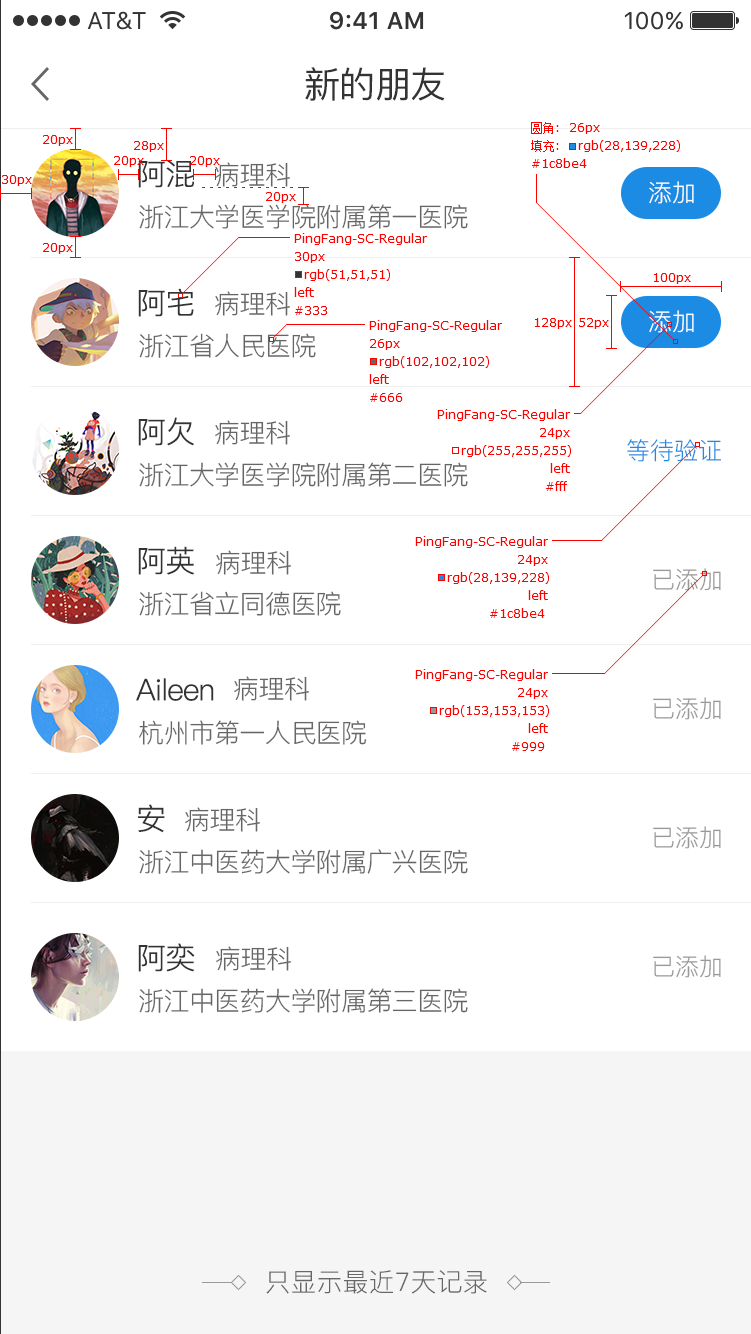 AT&T 9:41 AM 100%
新的朋友
20px
28px
圆角： 26px
填充： rgb(28,139,228)
#1c8be4
20px
20px
30px
阿混 病理科
20px
浙江大学医学院附属第一医院
添加
20px
PingFang-SC-Regular
30px
rgb(51,51,51)
left
#333
阿宅 病理科
浙江省人民医院
100px
128px
52px
添加
PingFang-SC-Regular
26px
rgb(102,102,102)
left
#666
阿欠 病理科
浙江大学医学院附属第二医院
PingFang-SC-Regular
24px
rgb(255,255,255)
left
#fff
等待验证
阿英 病理科
浙江省立同德医院
PingFang-SC-Regular
24px
rgb(28,139,228)
left
#1c8be4
已添加
Aileen 病理科
杭州市第一人民医院
PingFang-SC-Regular
24px
rgb(153,153,153)
left
#999
已添加
安 病理科
浙江中医药大学附属广兴医院
已添加
阿奕 病理科
浙江中医药大学附属第三医院
已添加
只显示最近7天记录